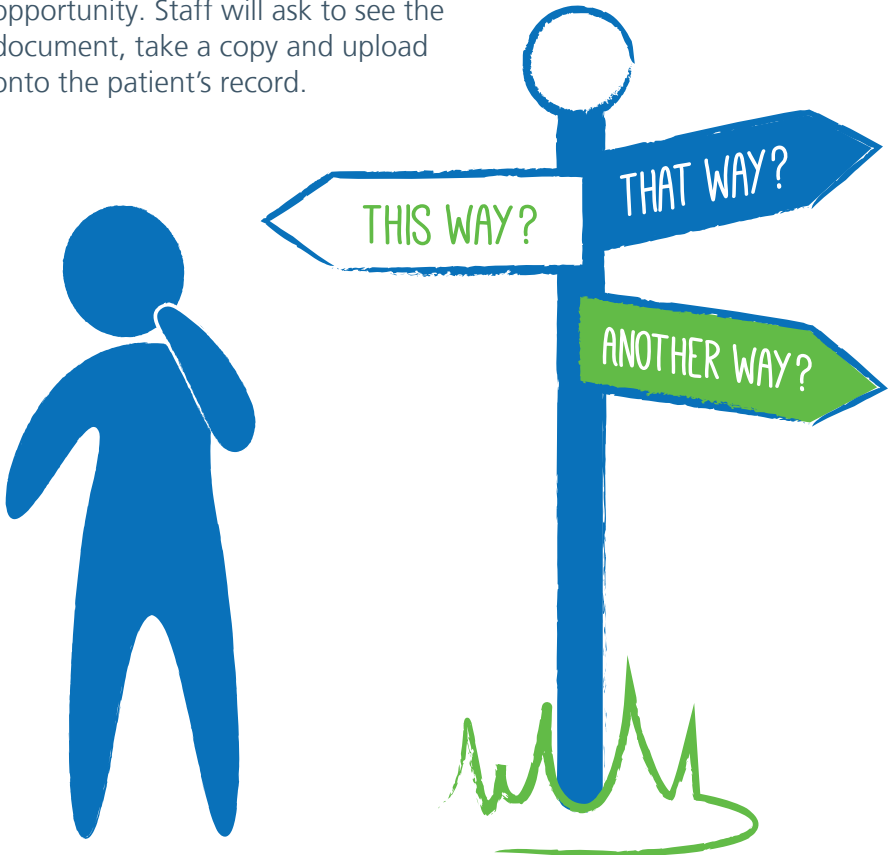 opportunity. Staff will ask to see the
document, take a copy and upload
onto the patient's record.
THAT WAY?
THIS WAY?
ANOTHER WAY?